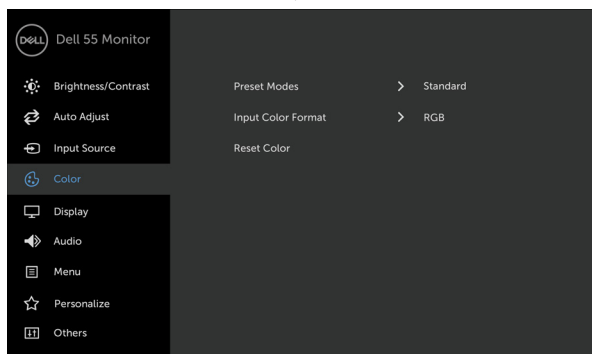 DELL Dell 55 Monitor
Brightness/Contrast
Auto Adjust
Input Source
Color
Display
Audio
Menu
Personalize
Others
Preset Modes > Standard
Input Color Format > RGB
Reset Color